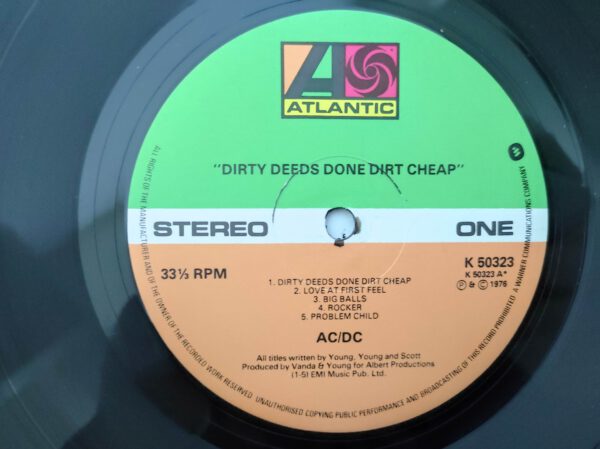 A
ATLANTIC
"DIRTY DEEDS DONE DIRT CHEAP"
W
STEREO
ONE
33⅓ RPM
K 50323
K 50323 A*
Ⓟ & © 1976
1. DIRTY DEEDS DONE DIRT CHEAP
2. LOVE AT FIRST FEEL
3. BIG BALLS
4. ROCKER
5. PROBLEM CHILD
AC/DC
All titles written by Young, Young and Scott
Produced by Vanda & Young for Albert Productions
(1-5) EMI Music Pub. Ltd.
ALL RIGHTS OF THE MANUFACTURER AND OF THE OWNER OF THE RECORDED WORK RESERVED. UNAUTHORISED COPYING PUBLIC PERFORMANCE AND BROADCASTING OF THIS RECORD PROHIBITED. A WARNER COMMUNICATIONS COMPANY